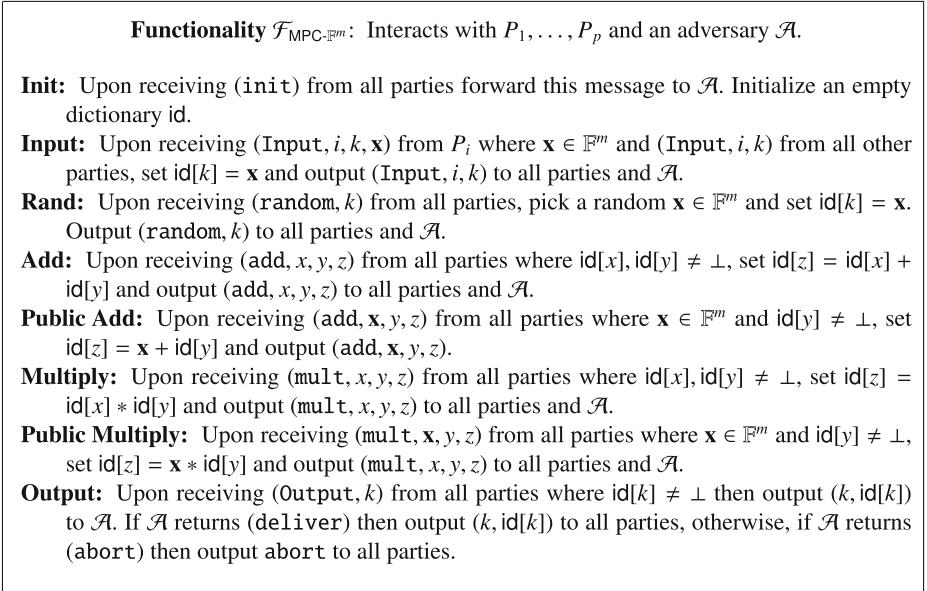 Functionality 𝓕MPC-𝔽ᵐ: Interacts with P₁, . . . , Pₚ and an adversary 𝒜.
Init: Upon receiving (init) from all parties forward this message to 𝒜. Initialize an empty
dictionary id.
Input: Upon receiving (Input, i, k, x) from Pᵢ where x ∈ 𝔽ᵐ and (Input, i, k) from all other
parties, set id[k] = x and output (Input, i, k) to all parties and 𝒜.
Rand: Upon receiving (random, k) from all parties, pick a random x ∈ 𝔽ᵐ and set id[k] = x.
Output (random, k) to all parties and 𝒜.
Add: Upon receiving (add, x, y, z) from all parties where id[x], id[y] ≠ ⊥, set id[z] = id[x] +
id[y] and output (add, x, y, z) to all parties and 𝒜.
Public Add: Upon receiving (add, x, y, z) from all parties where x ∈ 𝔽ᵐ and id[y] ≠ ⊥, set
id[z] = x + id[y] and output (add, x, y, z).
Multiply: Upon receiving (mult, x, y, z) from all parties where id[x], id[y] ≠ ⊥, set id[z] =
id[x] ∗ id[y] and output (mult, x, y, z) to all parties and 𝒜.
Public Multiply: Upon receiving (mult, x, y, z) from all parties where x ∈ 𝔽ᵐ and id[y] ≠ ⊥,
set id[z] = x ∗ id[y] and output (mult, x, y, z) to all parties and 𝒜.
Output: Upon receiving (Output, k) from all parties where id[k] ≠ ⊥ then output (k, id[k])
to 𝒜. If 𝒜 returns (deliver) then output (k, id[k]) to all parties, otherwise, if 𝒜 returns
(abort) then output abort to all parties.